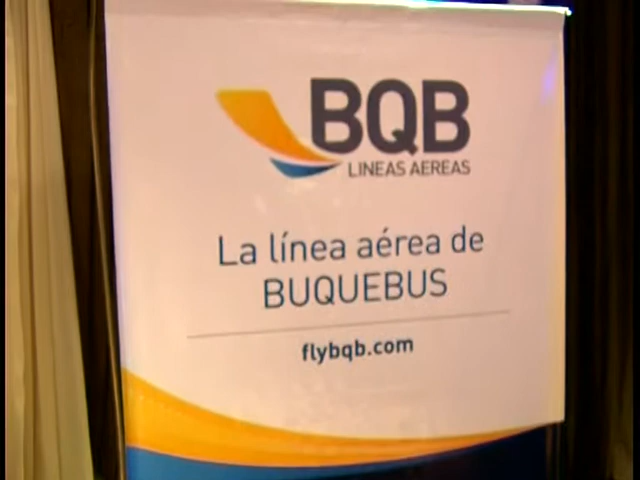 BQB
LINEAS AEREAS
La línea aérea de
BUQUEBUS
flybqb.com